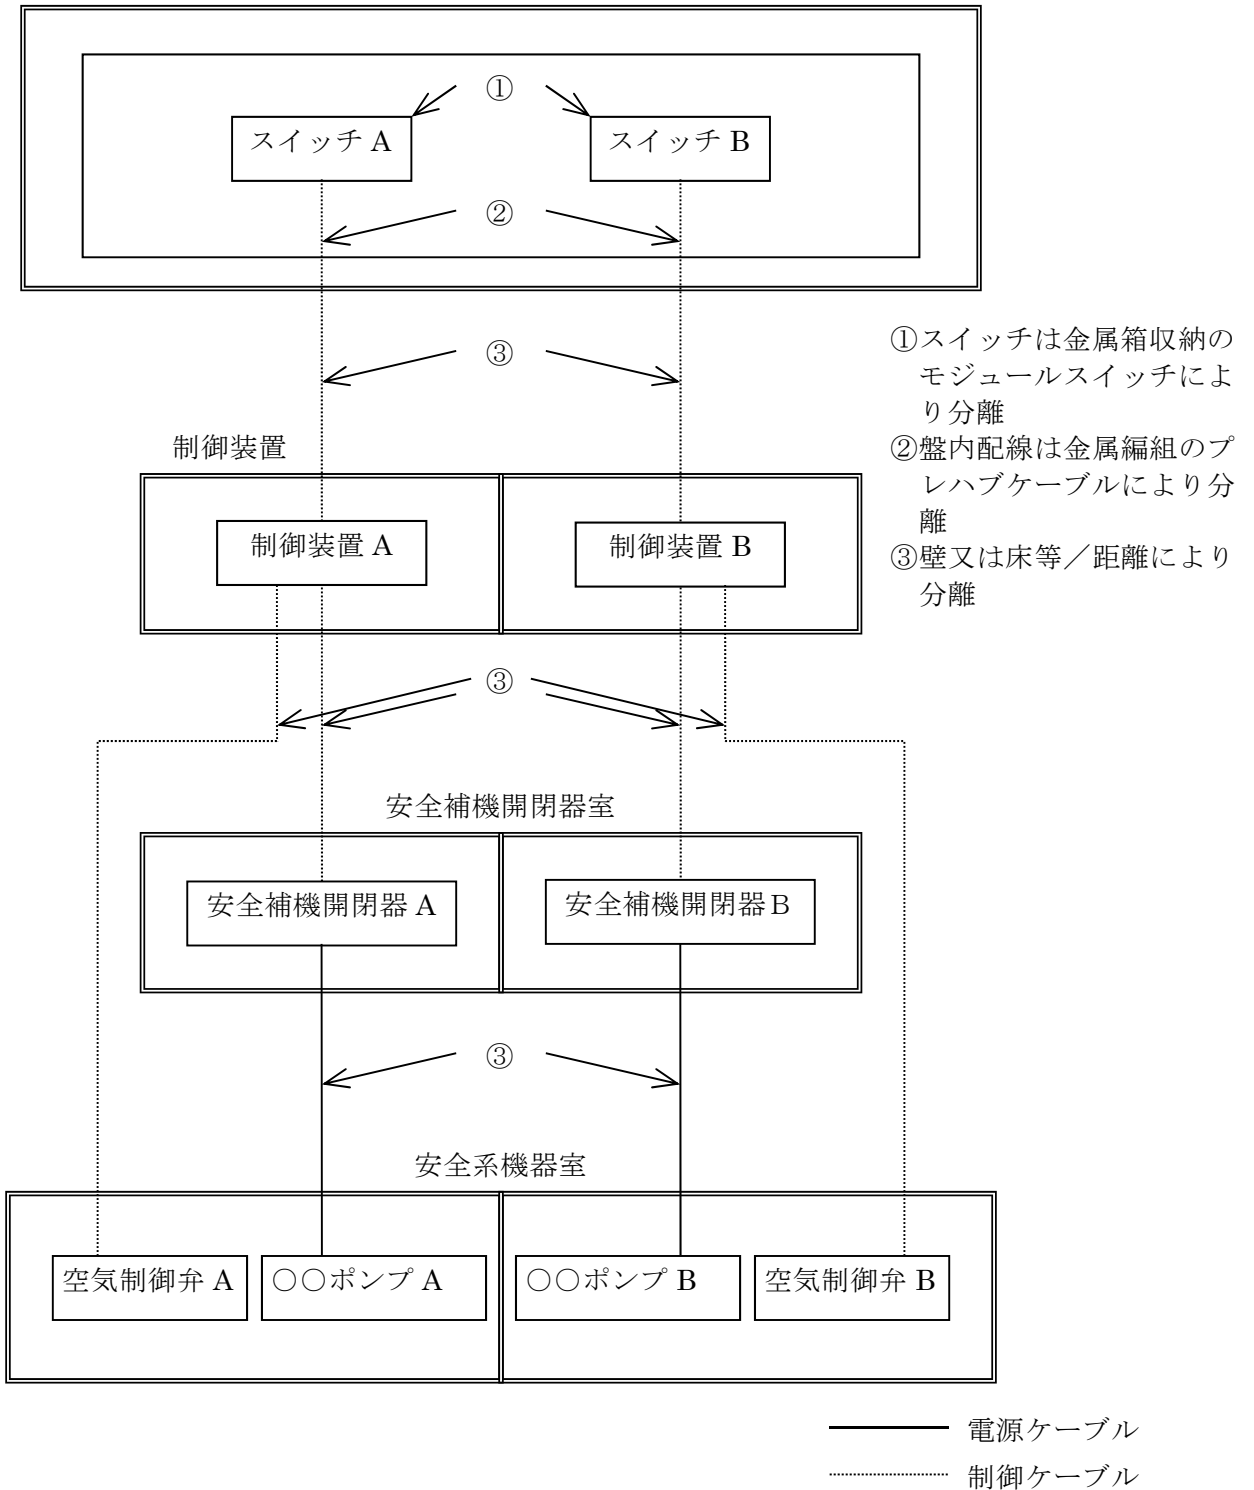 ①
スイッチ A
スイッチ B
②
③
①スイッチは金属箱収納の
モジュールスイッチによ
り分離
②盤内配線は金属編組のプ
レハブケーブルにより分
離
③壁又は床等／距離により
分離
制御装置
制御装置 A
制御装置 B
③
安全補機開閉器室
安全補機開閉器 A
安全補機開閉器 B
③
安全系機器室
空気制御弁 A
○○ポンプ A
○○ポンプ B
空気制御弁 B
電源ケーブル
制御ケーブル